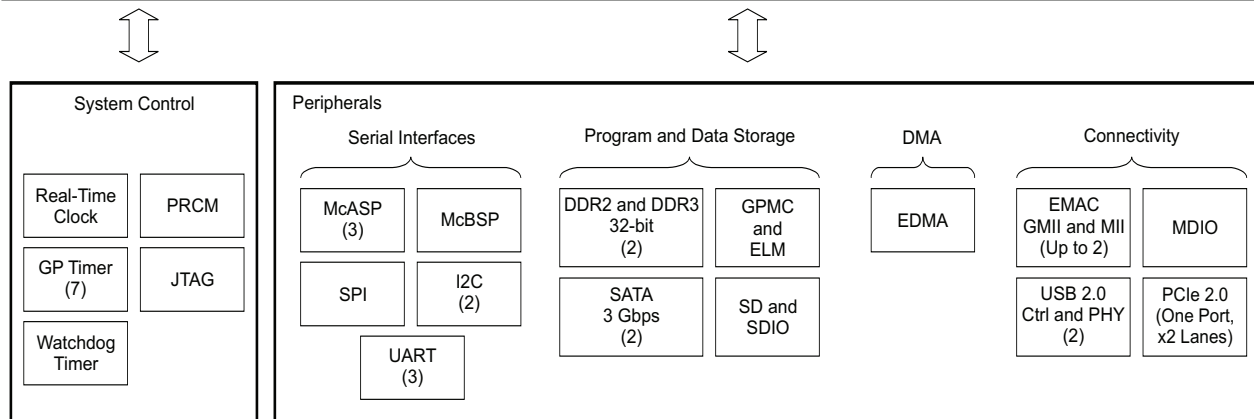 System Control
Real-Time
Clock
PRCM
GP Timer
(7)
JTAG
Watchdog
Timer
Peripherals
Serial Interfaces
McASP
(3)
McBSP
SPI
I2C
(2)
UART
(3)
Program and Data Storage
DDR2 and DDR3
32-bit
(2)
GPMC
and
ELM
SATA
3 Gbps
(2)
SD and
SDIO
DMA
EDMA
Connectivity
EMAC
GMII and MII
(Up to 2)
MDIO
USB 2.0
Ctrl and PHY
(2)
PCIe 2.0
(One Port,
x2 Lanes)